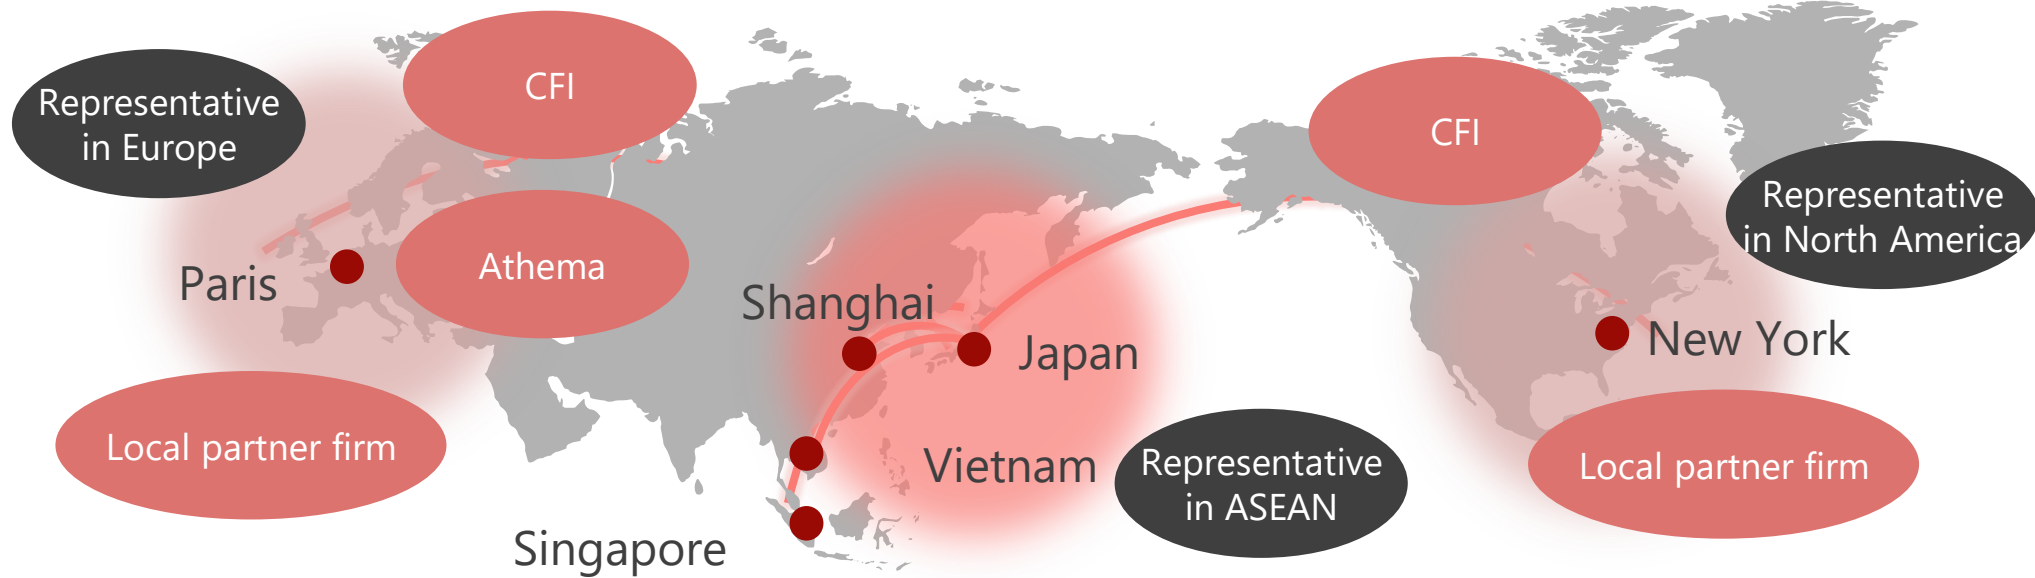 Representative
in Europe
CFI
Athema
Paris
Local partner firm
Shanghai
Japan
Vietnam
Singapore
Representative
in ASEAN
CFI
Representative
in North America
New York
Local partner firm